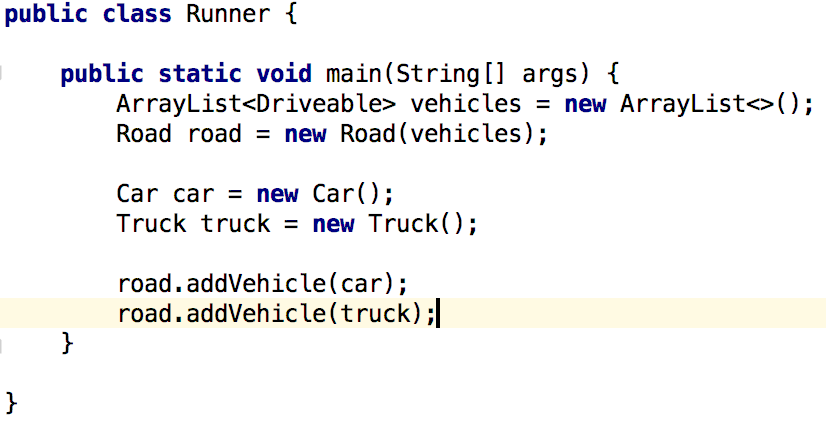 public class Runner {
public static void main(String[] args) {
ArrayList<Driveable> vehicles = new ArrayList<>();
Road road = new Road(vehicles);
Car car = new Car();
Truck truck = new Truck();
road.addVehicle(car);
road.addVehicle(truck);
}
}